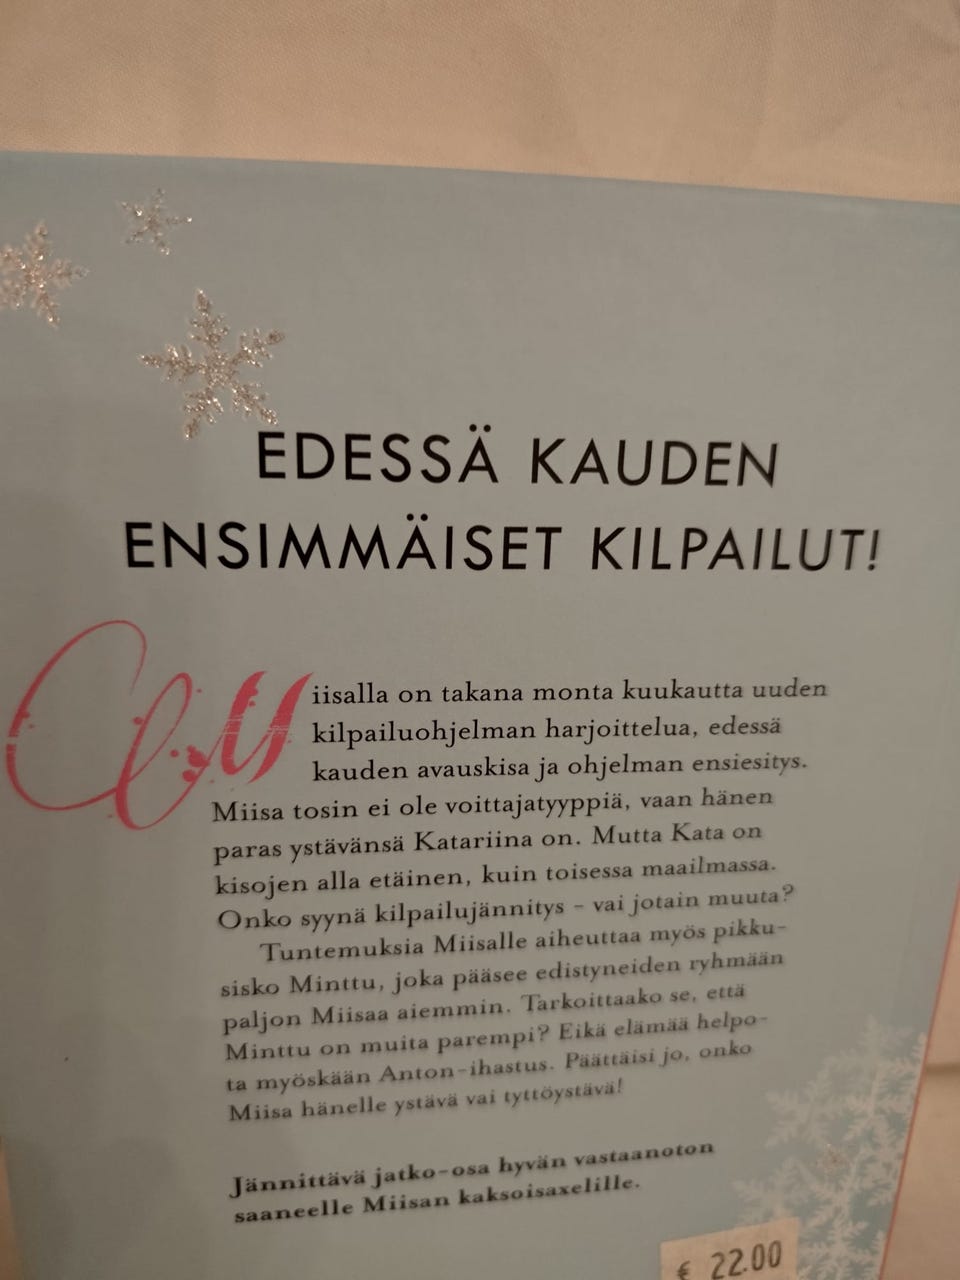 EDESSÄ KAUDEN
ENSIMMÄISET KILPAILUT!
Miisalla on takana monta kuukautta uuden
kilpailuohjelman harjoittelua, edessä
kauden avauskisa ja ohjelman ensiesitys.
Miisa tosin ei ole voittajatyyppiä, vaan hänen
paras ystävänsä Katariina on. Mutta Kata on
kisojen alla etäinen, kuin toisessa maailmassa.
Onko syynä kilpailujännitys – vai jotain muuta?
Tuntemuksia Miisalle aiheuttaa myös pikku-
sisko Minttu, joka pääsee edistyneiden ryhmään
paljon Miisaa aiemmin. Tarkoittaako se, että
Minttu on muita parempi? Eikä elämää helpo-
ta myöskään Anton-ihastus. Päättäisi jo, onko
Miisa hänelle ystävä vai tyttöystävä!
Jännittävä jatko-osa hyvän vastaanoton
saaneelle Miisan kaksoisaxelille.
€ 22.00